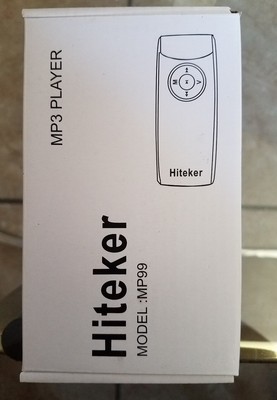 MP3 PLAYER
M
V
Hiteker
Hiteker
MODEL :MP99